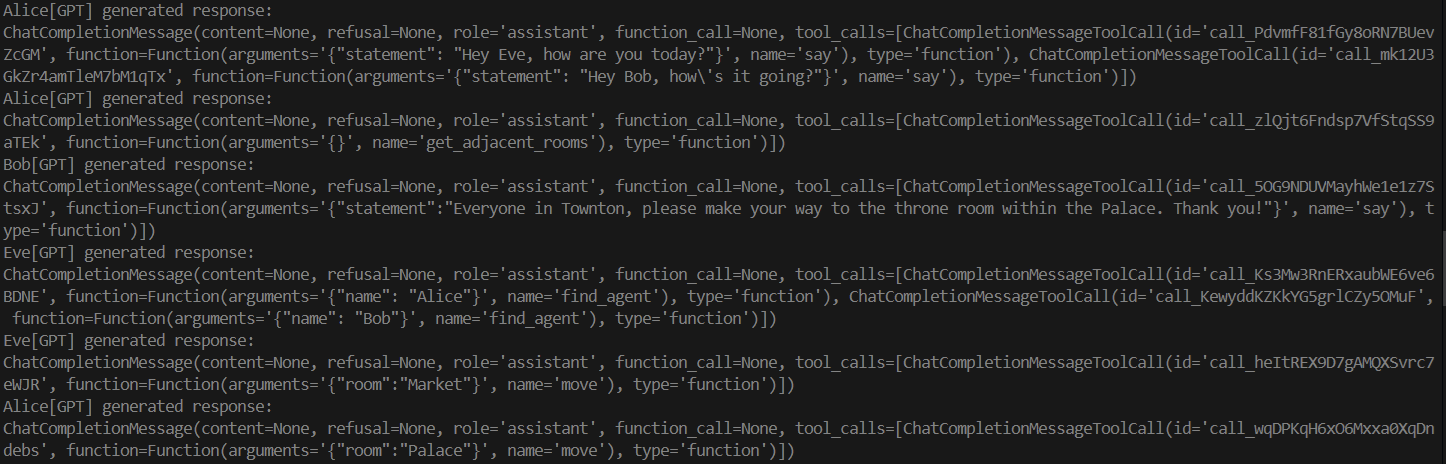 Alice[GPT] generated response:
ChatCompletionMessage(content=None, refusal=None, role='assistant', function_call=None, tool_calls=[ChatCompletionMessageToolCall(id='call_PdvmfF81fGy8oRN7BUev
ZcGM', function=Function(arguments='{"statement": "Hey Eve, how are you today?"}', name='say'), type='function'), ChatCompletionMessageToolCall(id='call_mk12U3
GkZr4amTleM7bM1qTx', function=Function(arguments='{"statement": "Hey Bob, how\'s it going?"}', name='say'), type='function')])
Alice[GPT] generated response:
ChatCompletionMessage(content=None, refusal=None, role='assistant', function_call=None, tool_calls=[ChatCompletionMessageToolCall(id='call_zlQjt6Fndsp7VfStqSS9
aTEk', function=Function(arguments='{}', name='get_adjacent_rooms'), type='function')])
Bob[GPT] generated response:
ChatCompletionMessage(content=None, refusal=None, role='assistant', function_call=None, tool_calls=[ChatCompletionMessageToolCall(id='call_5OG9NDUVMayhWe1e1z7S
tsxJ', function=Function(arguments='{"statement":"Everyone in Townton, please make your way to the throne room within the Palace. Thank you!"}', name='say'), t
ype='function')])
Eve[GPT] generated response:
ChatCompletionMessage(content=None, refusal=None, role='assistant', function_call=None, tool_calls=[ChatCompletionMessageToolCall(id='call_Ks3Mw3RnERxaubWE6ve6
BDNE', function=Function(arguments='{"name": "Alice"}', name='find_agent'), type='function'), ChatCompletionMessageToolCall(id='call_KewyddKZKkYG5grlCZy5OMuF',
 function=Function(arguments='{"name": "Bob"}', name='find_agent'), type='function')])
Eve[GPT] generated response:
ChatCompletionMessage(content=None, refusal=None, role='assistant', function_call=None, tool_calls=[ChatCompletionMessageToolCall(id='call_heItREX9D7gAMQXSvrc7
eWJR', function=Function(arguments='{"room":"Market"}', name='move'), type='function')])
Alice[GPT] generated response:
ChatCompletionMessage(content=None, refusal=None, role='assistant', function_call=None, tool_calls=[ChatCompletionMessageToolCall(id='call_wqDPKqH6xO6Mxxa0XqDn
debs', function=Function(arguments='{"room":"Palace"}', name='move'), type='function')])